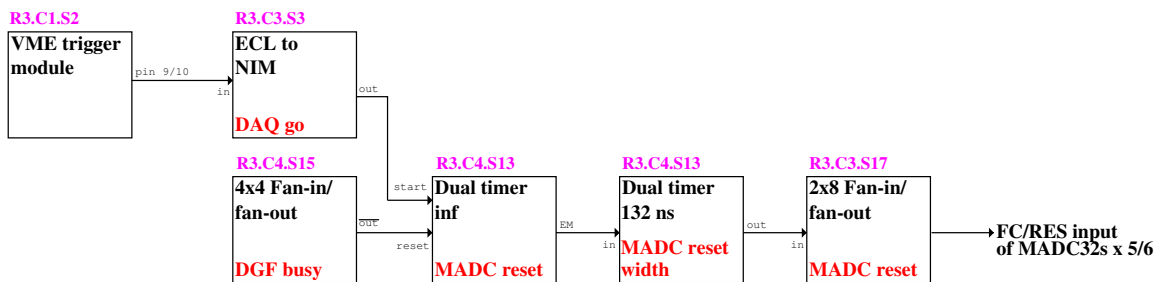 R3.C1.S2
VME trigger
module
pin 9/10
R3.C3.S3
ECL to
NIM
in
DAQ go
out
R3.C4.S15
4x4 Fan-in/
fan-out
out
DGF busy
R3.C4.S13
start
Dual timer
inf
reset
MADC reset
EM
R3.C4.S13
Dual timer
132 ns
in
MADC reset
width
out
R3.C3.S17
2x8 Fan-in/
fan-out
in
MADC reset
FC/RES input
of MADC32s x 5/6